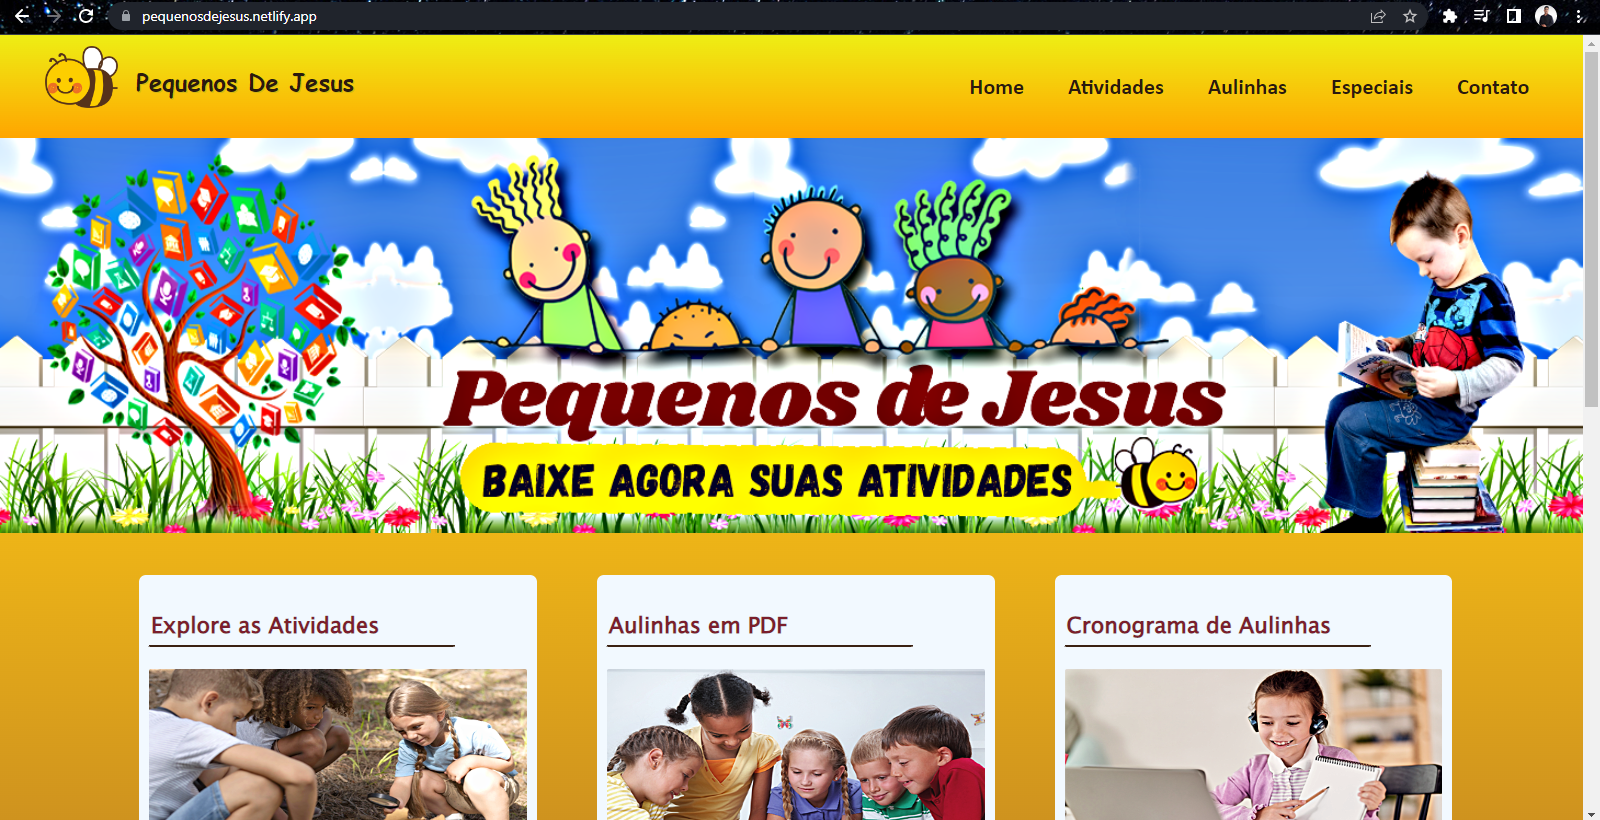 pequenosdejesus.netlify.app
Pequenos De Jesus
Home Atividades Aulinhas Especiais Contato
Pequenos de Jesus
BAIXE AGORA SUAS ATIVIDADES
Explore as Atividades
Aulinhas em PDF
Cronograma de Aulinhas